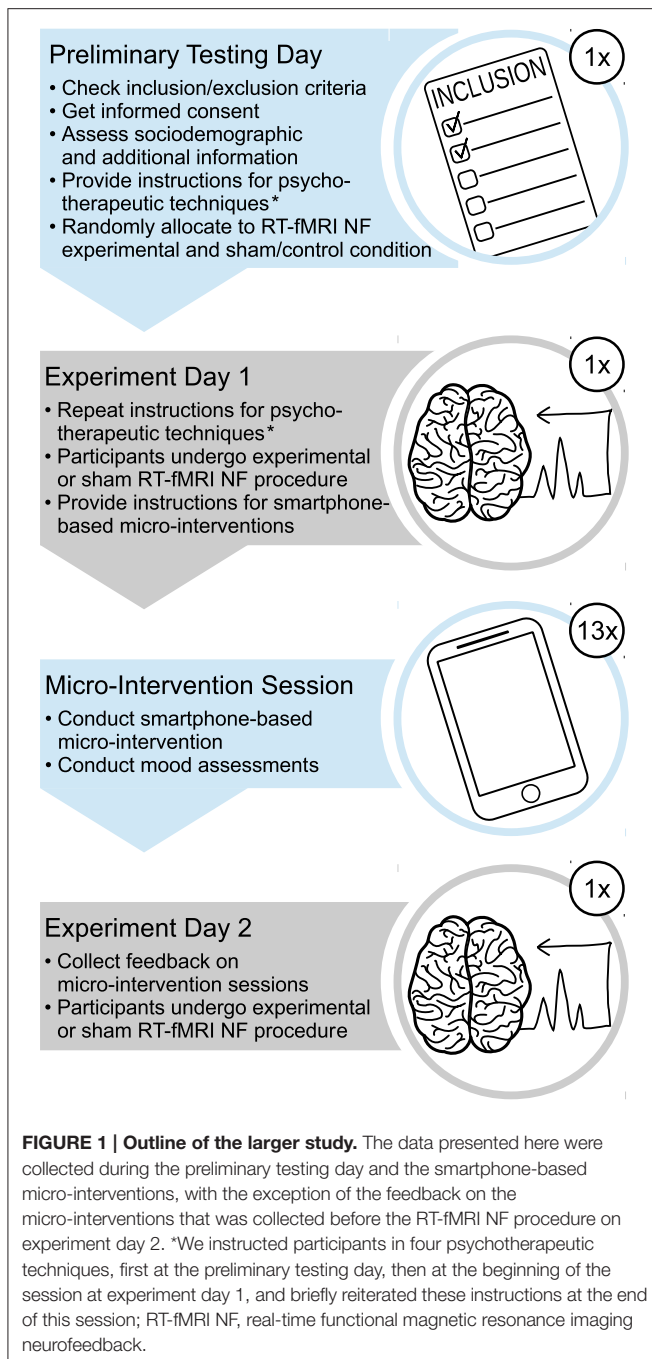 Preliminary Testing Day
1x
• Check inclusion/exclusion criteria
• Get informed consent
• Assess sociodemographic
and additional information
• Provide instructions for psycho-
therapeutic techniques*
• Randomly allocate to RT-fMRI NF
experimental and sham/control condition
INCLUSION
Experiment Day 1
1x
• Repeat instructions for psycho-
therapeutic techniques*
• Participants undergo experimental
or sham RT-fMRI NF procedure
• Provide instructions for smartphone-
based micro-interventions
13x
Micro-Intervention Session
• Conduct smartphone-based
micro-intervention
• Conduct mood assessments
1x
Experiment Day 2
• Collect feedback on
micro-intervention sessions
• Participants undergo experimental
or sham RT-fMRI NF procedure
FIGURE 1 | Outline of the larger study. The data presented here were
collected during the preliminary testing day and the smartphone-based
micro-interventions, with the exception of the feedback on the
micro-interventions that was collected before the RT-fMRI NF procedure on
experiment day 2. *We instructed participants in four psychotherapeutic
techniques, first at the preliminary testing day, then at the beginning of the
session at experiment day 1, and briefly reiterated these instructions at the end
of this session; RT-fMRI NF, real-time functional magnetic resonance imaging
neurofeedback.